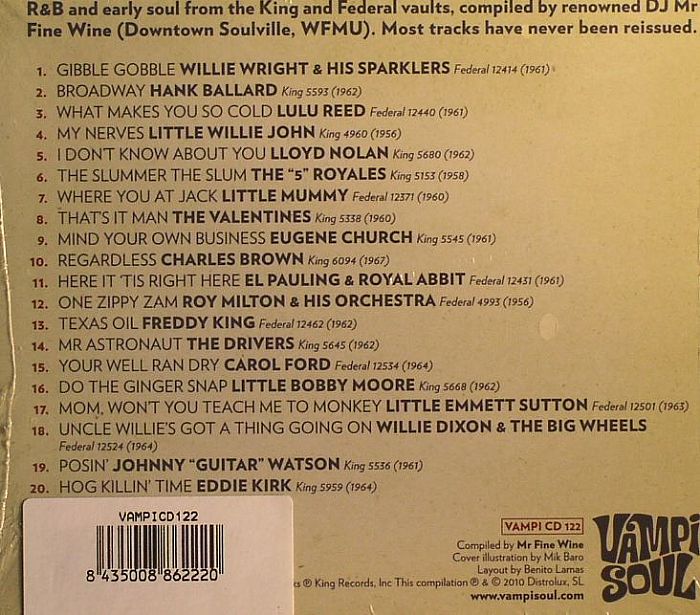 R&B and early soul from the King and Federal vaults, compiled by renowned DJ Mr
Fine Wine (Downtown Soulville, WFMU). Most tracks have never been reissued.
1. GIBBLE GOBBLE WILLIE WRIGHT & HIS SPARKLERS Federal 12414 (1961)
2. BROADWAY HANK BALLARD King 5593 (1962)
3. WHAT MAKES YOU SO COLD LULU REED Federal 12440 (1961)
4. MY NERVES LITTLE WILLIE JOHN King 4960 (1956)
5. I DON'T KNOW ABOUT YOU LLOYD NOLAN King 5680 (1962)
6. THE SLUMMER THE SLUM THE "5" ROYALES King 5153 (1958)
7. WHERE YOU AT JACK LITTLE MUMMY Federal 12371 (1960)
8. THAT'S IT MAN THE VALENTINES King 5338 (1960)
9. MIND YOUR OWN BUSINESS EUGENE CHURCH King 5545 (1961)
10. REGARDLESS CHARLES BROWN King 6094 (1967)
11. HERE IT 'TIS RIGHT HERE EL PAULING & ROYAL ABBIT Federal 12431 (1961)
12. ONE ZIPPY ZAM ROY MILTON & HIS ORCHESTRA Federal 4993 (1956)
13. TEXAS OIL FREDDY KING Federal 12462 (1962)
14. MR ASTRONAUT THE DRIVERS King 5645 (1962)
15. YOUR WELL RAN DRY CAROL FORD Federal 12534 (1964)
16. DO THE GINGER SNAP LITTLE BOBBY MOORE King 5668 (1962)
17. MOM, WON'T YOU TEACH ME TO MONKEY LITTLE EMMETT SUTTON Federal 12501 (1963)
18. UNCLE WILLIE'S GOT A THING GOING ON WILLIE DIXON & THE BIG WHEELS
Federal 12524 (1964)
19. POSIN' JOHNNY "GUITAR" WATSON King 5536 (1961)
20. HOG KILLIN' TIME EDDIE KIRK King 5959 (1964)
VAMPICD122
8 435008 862220
VAMPI CD 122
Compiled by Mr Fine Wine
Cover illustration by Mik Baro
Layout by Benito Lamas
ks ℗ King Records, Inc This compilation ℗ & © 2010 Distrolux, SL
www.vampisoul.com
VAMPI
SOUL